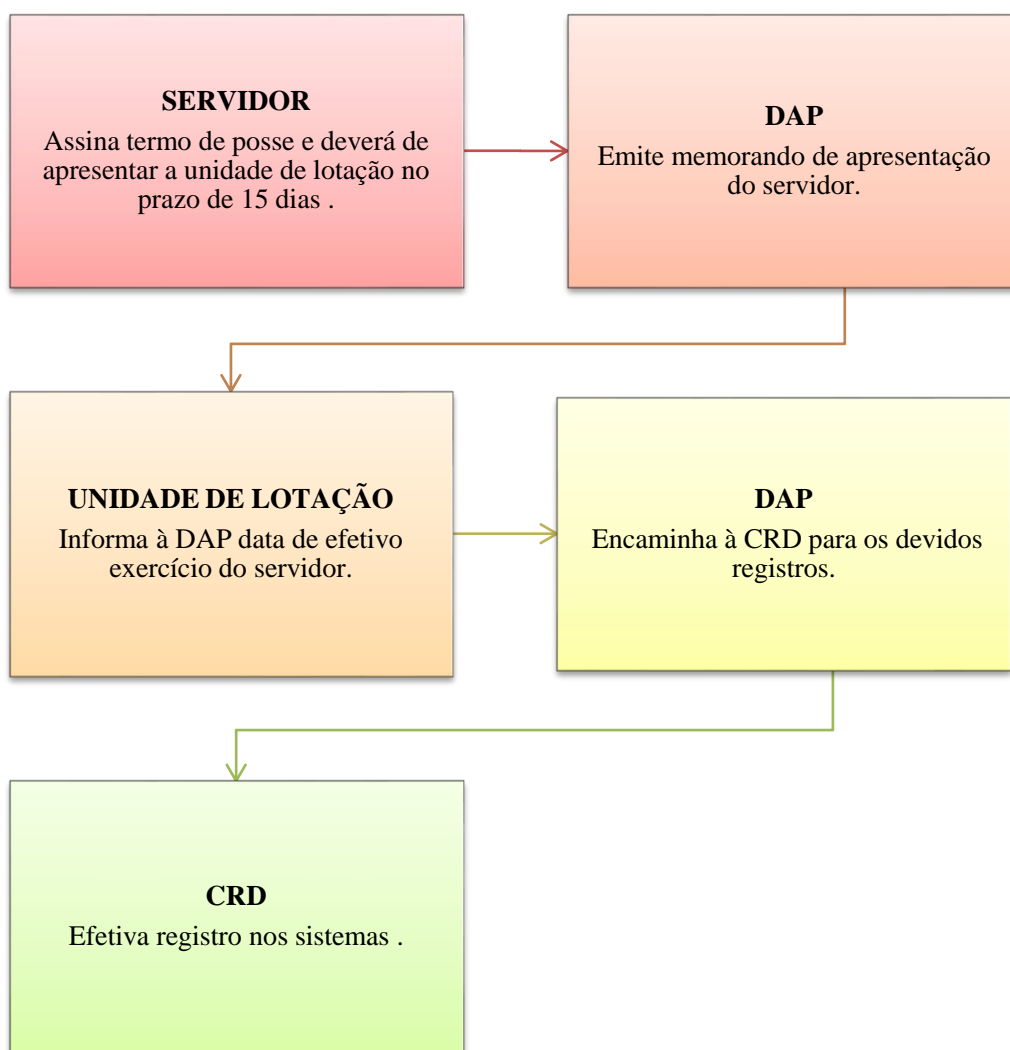 SERVIDOR
Assina termo de posse e deverá de
apresentar a unidade de lotação no
prazo de 15 dias .
DAP
Emite memorando de apresentação
do servidor.
UNIDADE DE LOTAÇÃO
Informa à DAP data de efetivo
exercício do servidor.
DAP
Encaminha à CRD para os devidos
registros.
CRD
Efetiva registro nos sistemas .